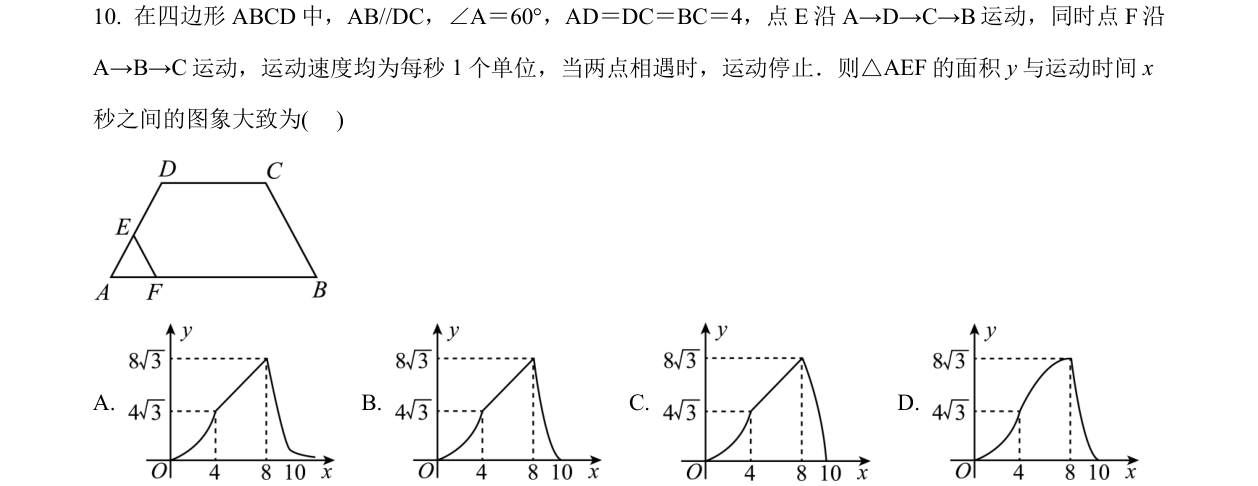 10. 在四边形 ABCD 中，AB//DC，∠A＝60°，AD＝DC＝BC＝4，点 E 沿 A→D→C→B 运动，同时点 F 沿
A→B→C 运动，运动速度均为每秒 1 个单位，当两点相遇时，运动停止．则△AEF 的面积 y 与运动时间 x
秒之间的图象大致为(　)
D C
E
A F B
A. y 8√3 4√3 O 4 8 10 x
B. y 8√3 4√3 O 4 8 10 x
C. y 8√3 4√3 O 4 8 10 x
D. y 8√3 4√3 O 4 8 10 x